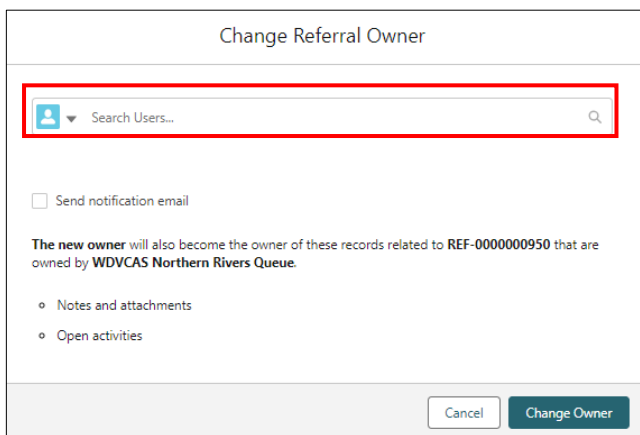 Change Referral Owner
Search Users...
Send notification email
The new owner will also become the owner of these records related to REF-0000000950 that are
owned by WDVCAS Northern Rivers Queue.
Notes and attachments
Open activities
Cancel Change Owner